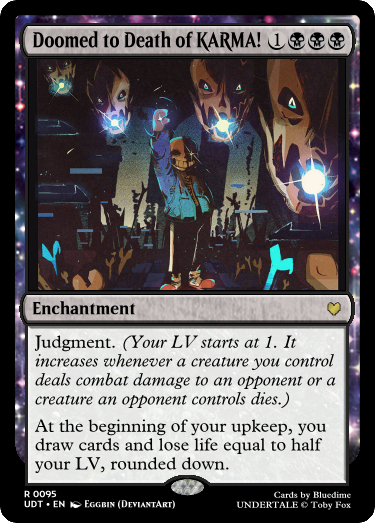 Doomed to Death of KARMA! 1
Enchantment
Judgment. (Your LV starts at 1. It
increases whenever a creature you control
deals combat damage to an opponent or a
creature an opponent controls dies.)
At the beginning of your upkeep, you
draw cards and lose life equal to half
your LV, rounded down.
R 0095
Cards by Bluedime
UDT • EN Eggbin (DeviantArt)
UNDERTALE © Toby Fox